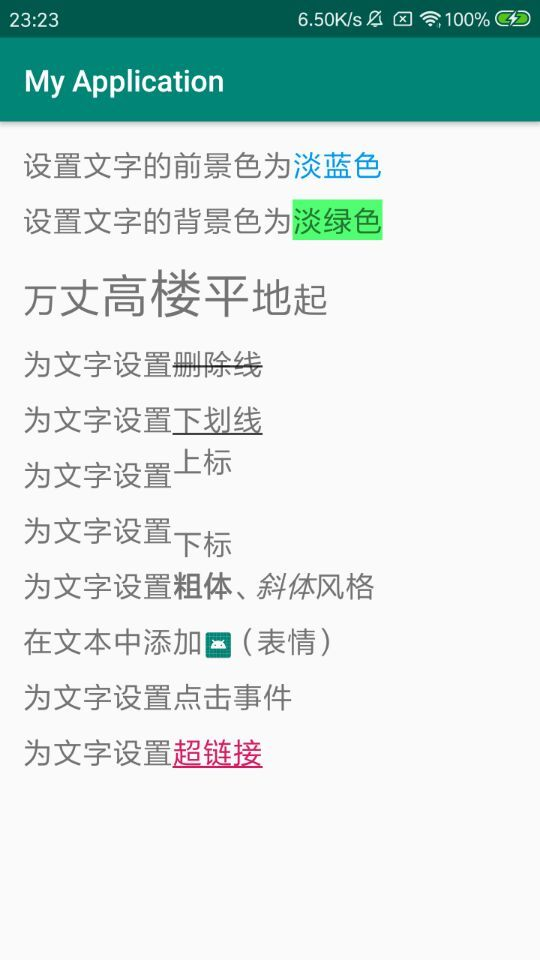 23:23 6.50K/s 100%
My Application
设置文字的前景色为淡蓝色
设置文字的背景色为淡绿色
万丈高楼平地起
为文字设置删除线
为文字设置下划线
为文字设置上标
为文字设置下标
为文字设置粗体、斜体风格
在文本中添加（表情）
为文字设置点击事件
为文字设置超链接